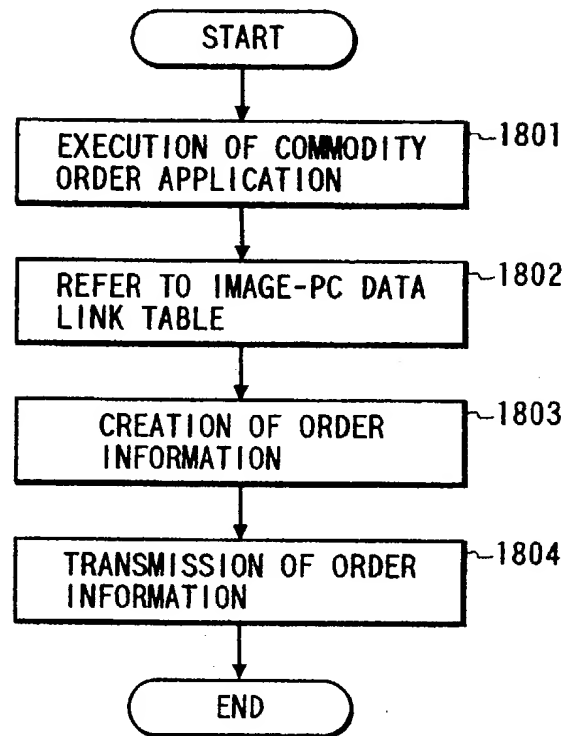 START
EXECUTION OF COMMODITY
ORDER APPLICATION
1801
REFER TO IMAGE-PC DATA
LINK TABLE
1802
CREATION OF ORDER
INFORMATION
1803
TRANSMISSION OF ORDER
INFORMATION
1804
END